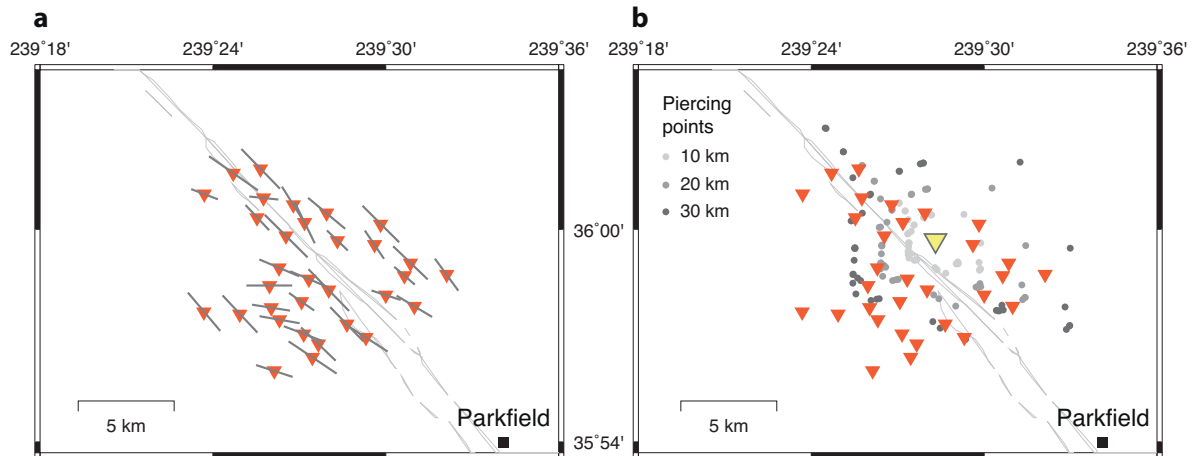 a
239˚18'
239˚24'
239˚30'
239˚36'
36˚00'
35˚54'
5 km
Parkfield
b
239˚18'
239˚24'
239˚30'
239˚36'
Piercing
points
10 km
20 km
30 km
5 km
Parkfield